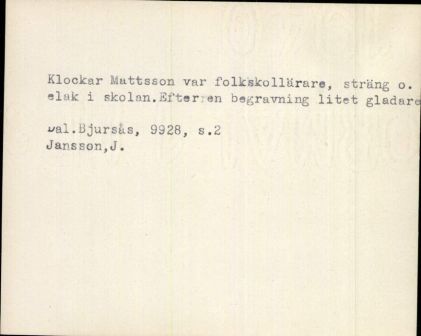 Klockar Mattsson var folkskollärare, sträng o.
elak i skolan.Efter en begravning litet gladare
Dal.Bjursås, 9928, s.2
Jansson,J.